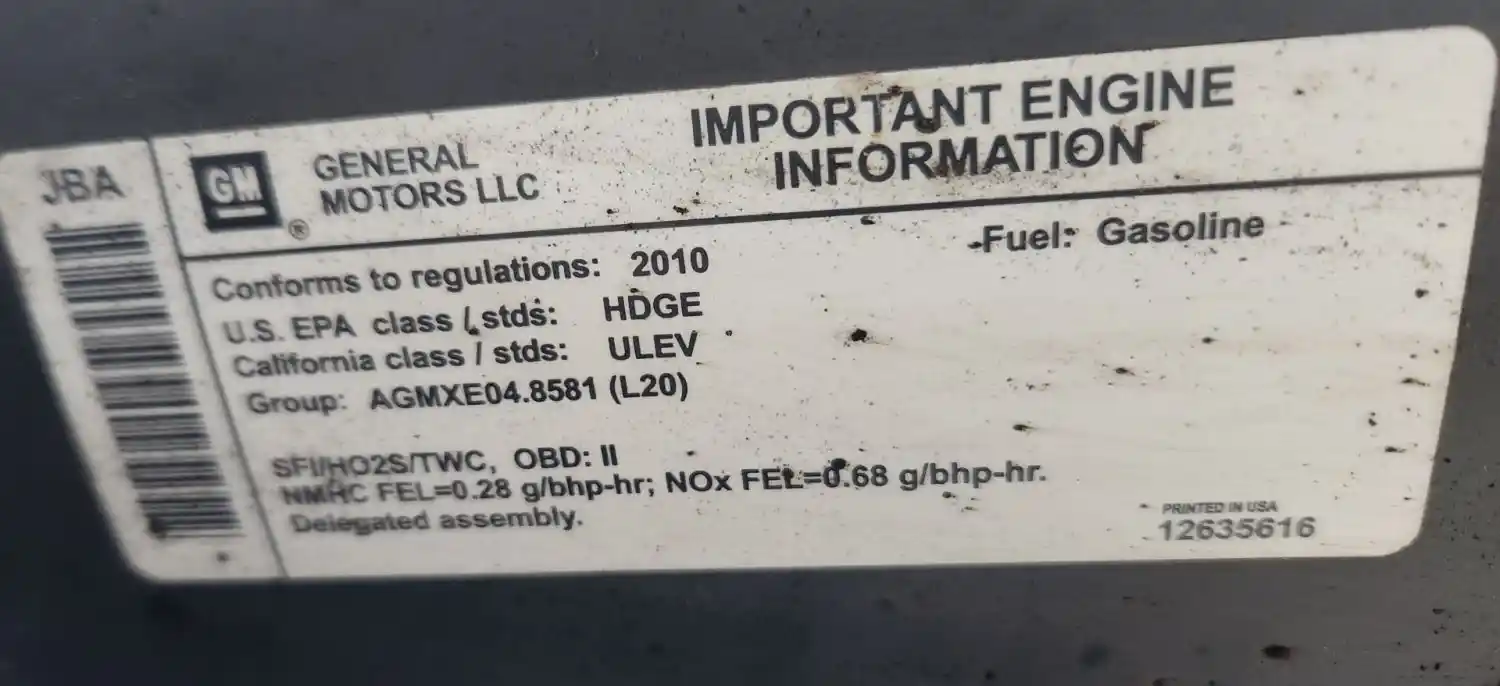 JBA
GM
®
GENERAL
MOTORS LLC
IMPORTANT ENGINE
INFORMATION
Conforms to regulations: 2010
Fuel: Gasoline
U.S. EPA class / stds: HDGE
California class / stds: ULEV
Group: AGMXE04.8581 (L20)
SFI/HO2S/TWC, OBD: II
NMHC FEL=0.28 g/bhp-hr; NOx FEL=0.68 g/bhp-hr.
Delegated assembly.
PRINTED IN USA
12635616